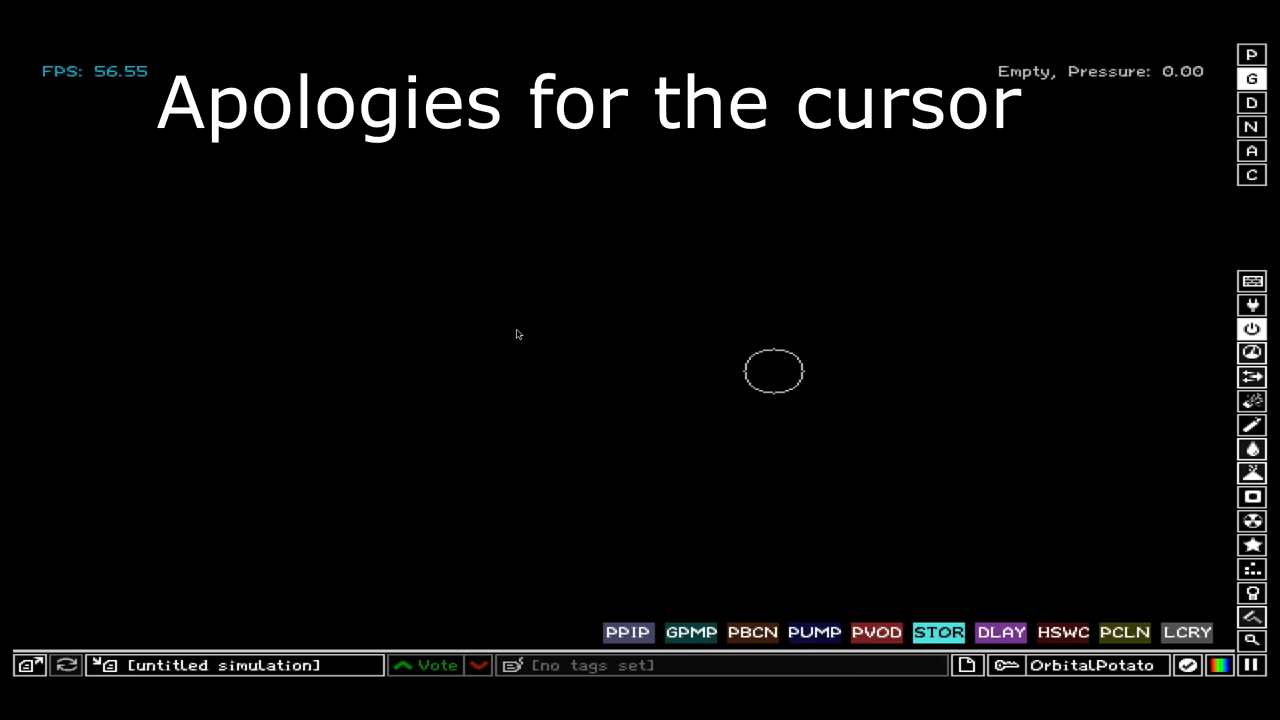 FPS: 56.55
Empty, Pressure: 0.00
Apologies for the cursor
P
G
D
N
A
C
PPIP GPMP PBCN PUMP PVOD STOR DLAY HSWC PCLN LCRY
[untitled simulation] Vote [no tags set] OrbitalPotato